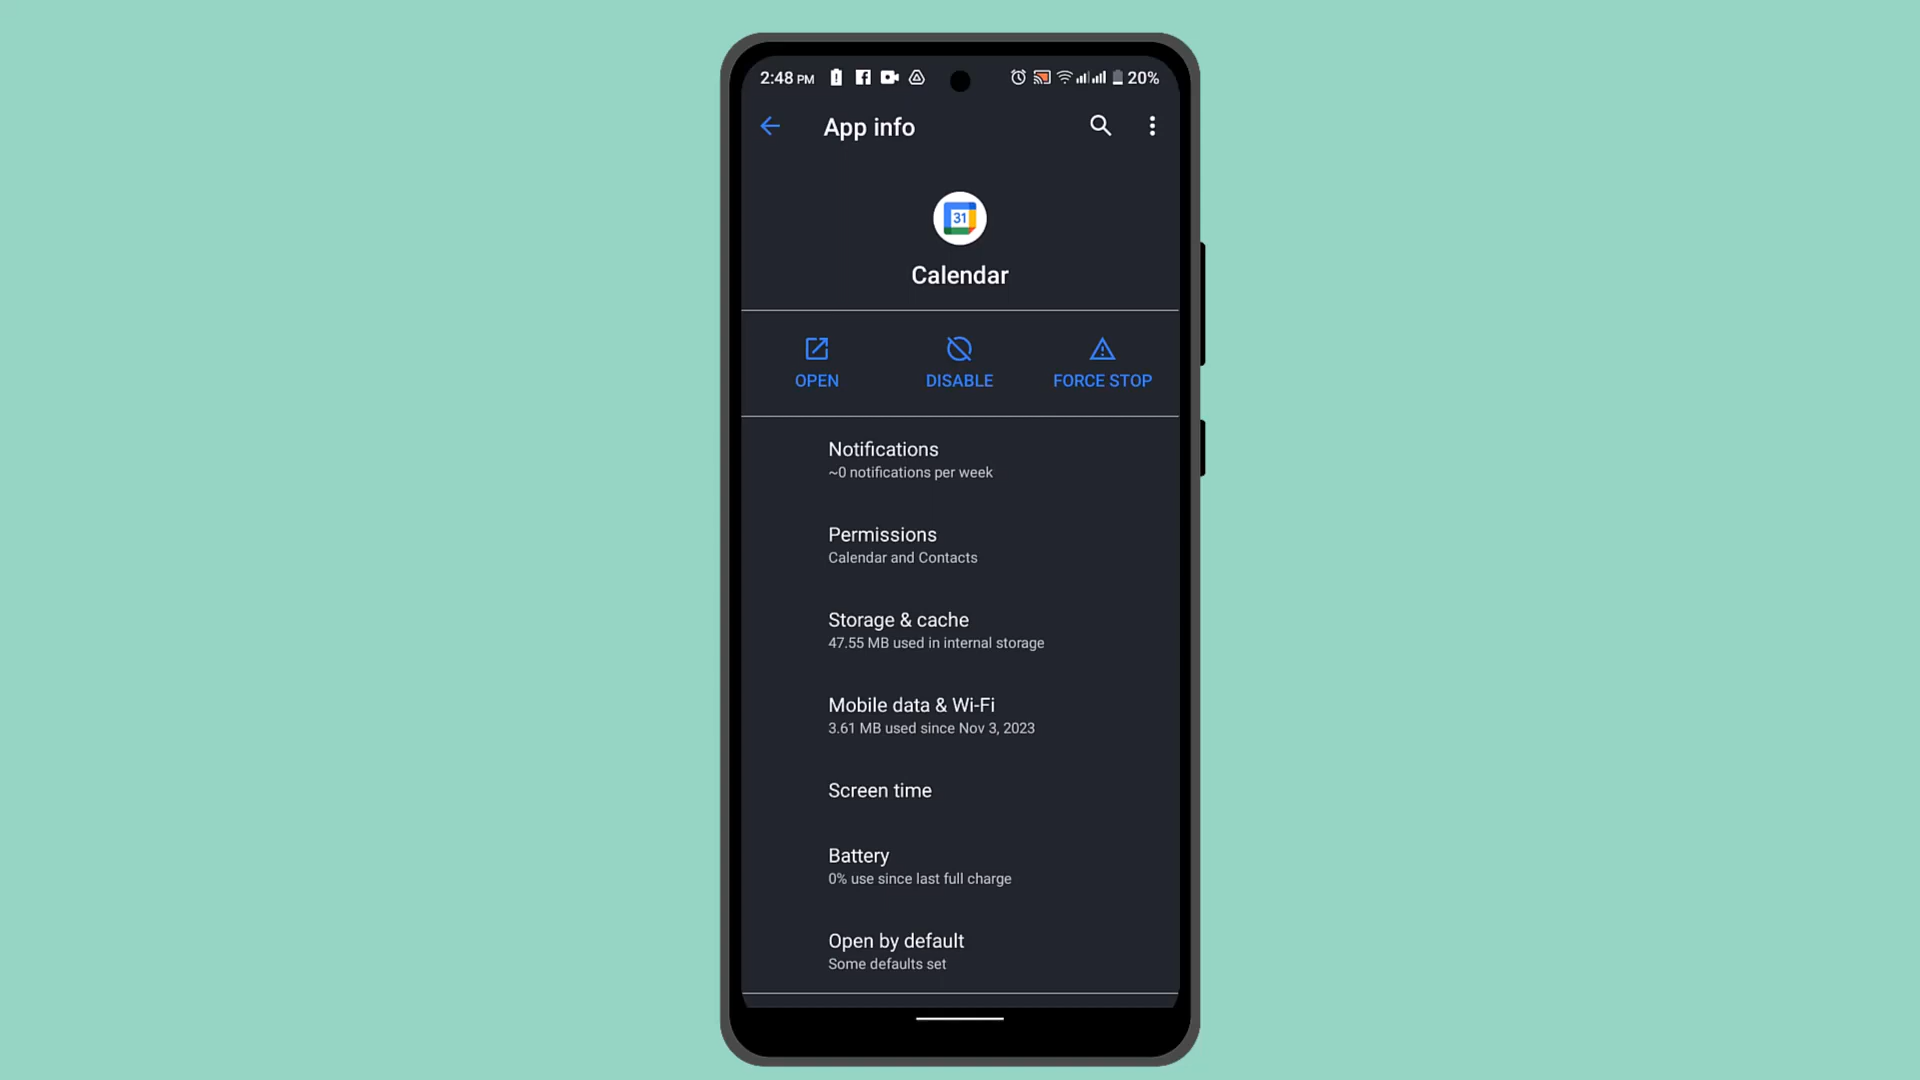 2:48 PM 20%
App info
31
Calendar
OPEN DISABLE FORCE STOP
Notifications
~0 notifications per week
Permissions
Calendar and Contacts
Storage & cache
47.55 MB used in internal storage
Mobile data & Wi-Fi
3.61 MB used since Nov 3, 2023
Screen time
Battery
0% use since last full charge
Open by default
Some defaults set